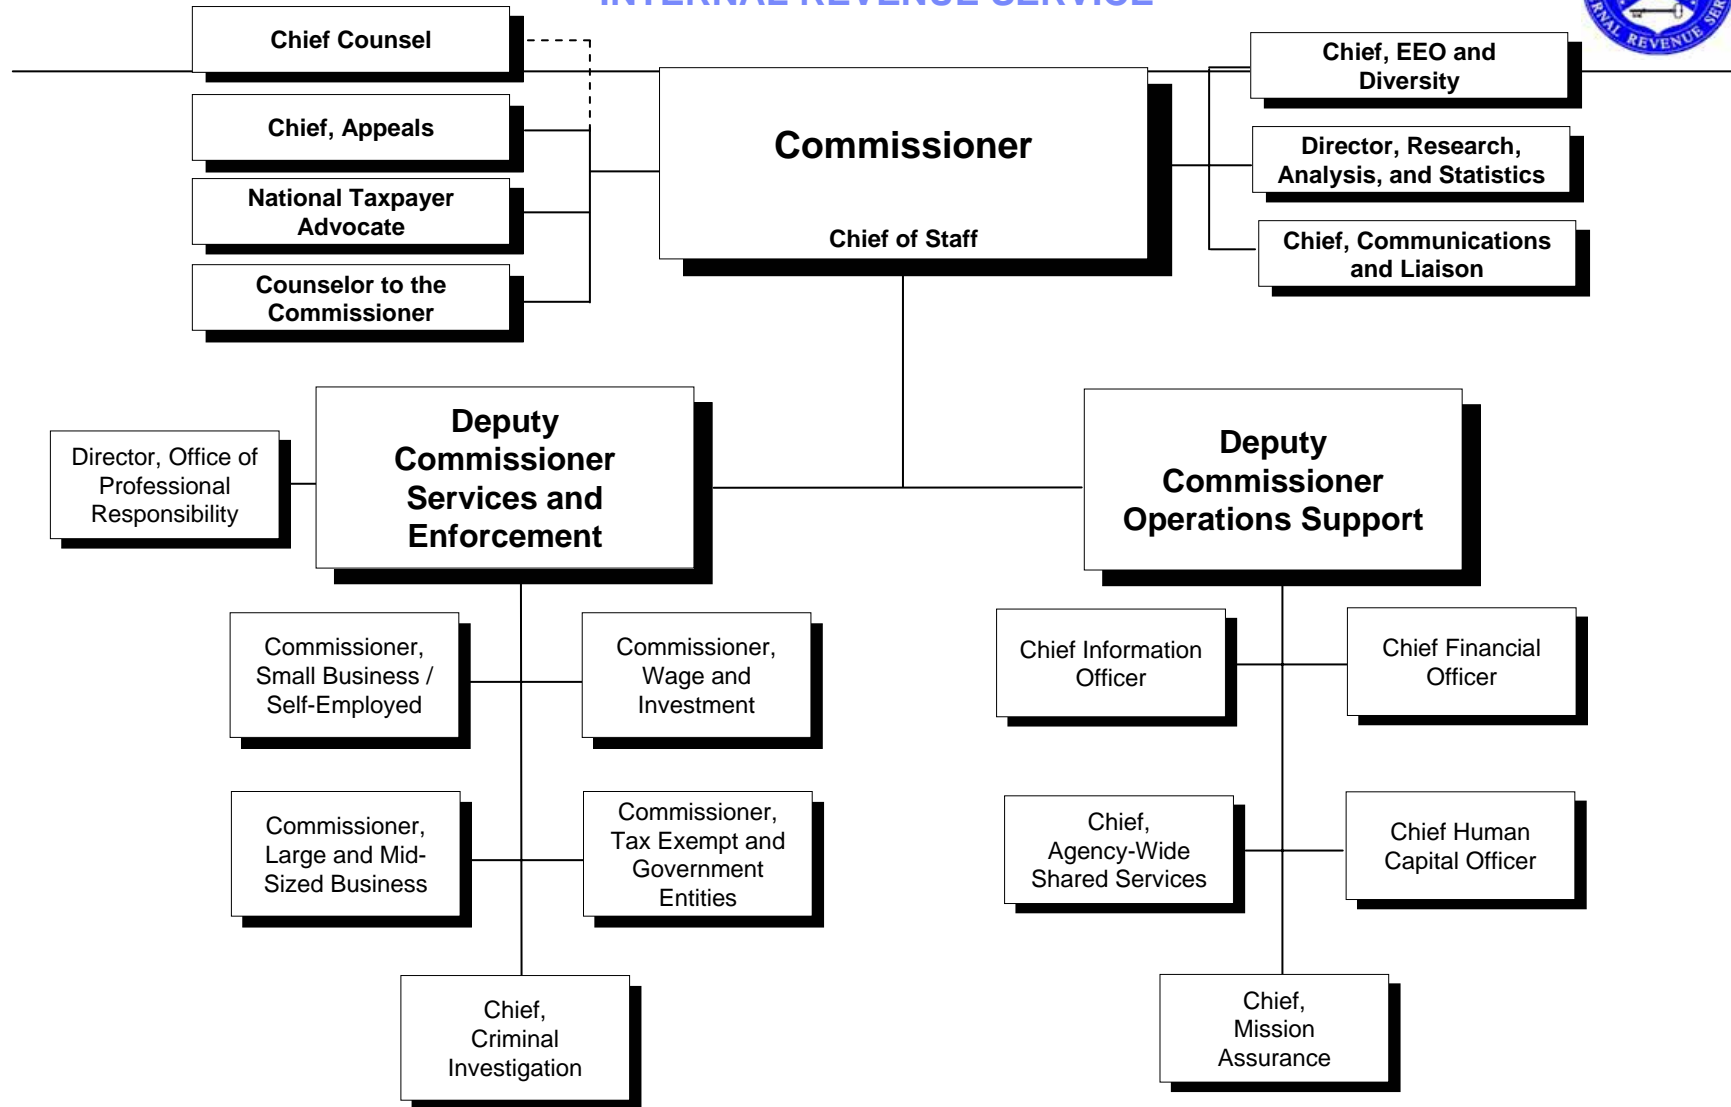 INTERNAL REVENUE SERVICE
REVENUE
Chief Counsel
Chief, Appeals
National Taxpayer
Advocate
Counselor to the
Commissioner
Commissioner
Chief of Staff
Chief, EEO and
Diversity
Director, Research,
Analysis, and Statistics
Chief, Communications
and Liaison
Director, Office of
Professional
Responsibility
Deputy
Commissioner
Services and
Enforcement
Deputy
Commissioner
Operations Support
Commissioner,
Small Business /
Self-Employed
Commissioner,
Wage and
Investment
Commissioner,
Large and Mid-
Sized Business
Commissioner,
Tax Exempt and
Government
Entities
Chief,
Criminal
Investigation
Chief Information
Officer
Chief Financial
Officer
Chief,
Agency-Wide
Shared Services
Chief Human
Capital Officer
Chief,
Mission
Assurance